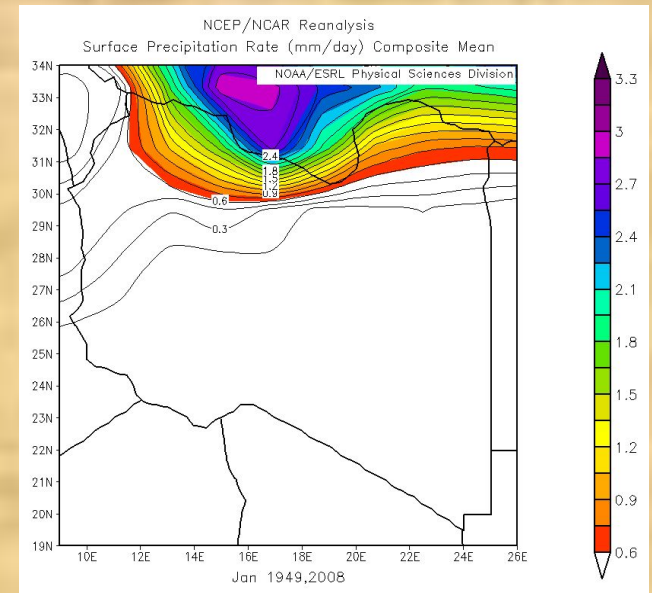 NCEP/NCAR Reanalysis
Surface Precipitation Rate (mm/day) Composite Mean
NOAA/ESRL Physical Sciences Division
34N
33N
32N
31N
30N
29N
28N
27N
26N
25N
24N
23N
22N
21N
20N
19N
2.4
1.8
1.5
1.2
0.9
0.6
0.3
10E 12E 14E 16E 18E 20E 22E 24E 26E
Jan 1949,2008
3.3
3
2.7
2.4
2.1
1.8
1.5
1.2
0.9
0.6